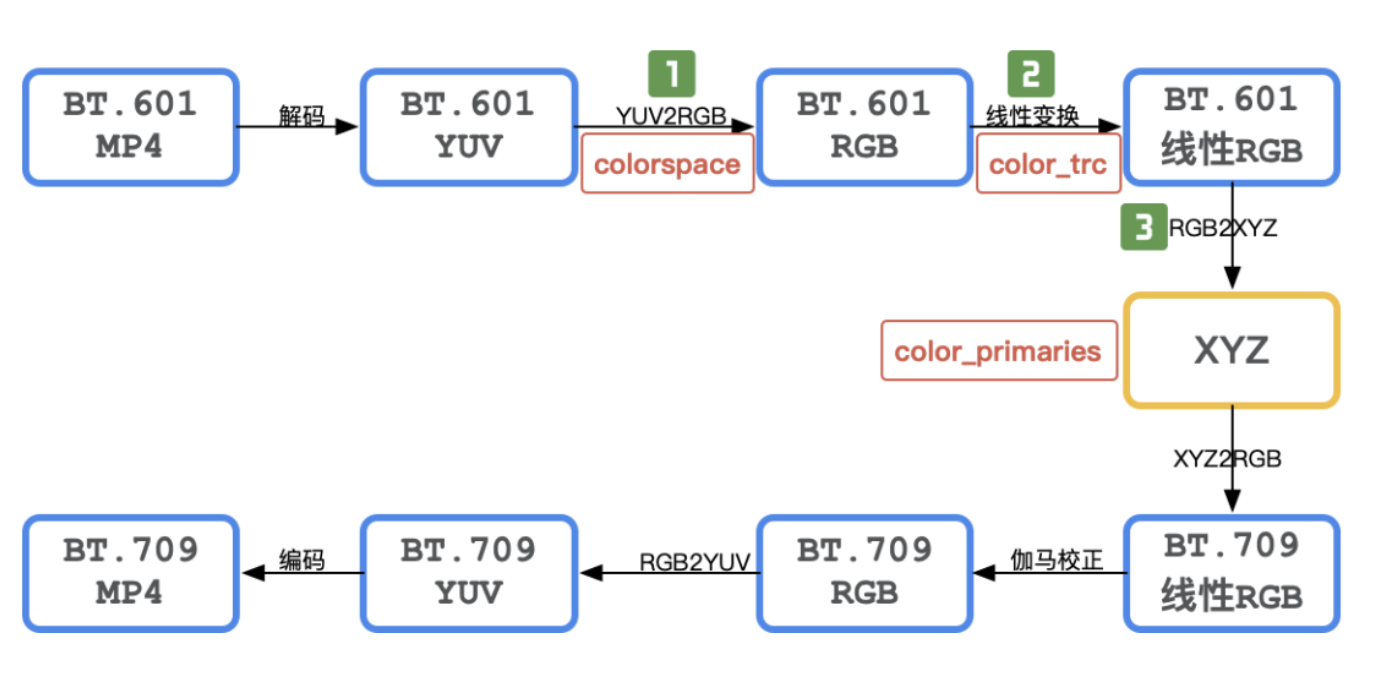 BT.601
MP4
解码
BT.601
YUV
1
YUV2RGB
colorspace
BT.601
RGB
2
线性变换
color_trc
BT.601
线性RGB
3
RGB2XYZ
color_primaries
XYZ
XYZ2RGB
BT.709
线性RGB
伽马校正
BT.709
RGB
RGB2YUV
BT.709
YUV
编码
BT.709
MP4